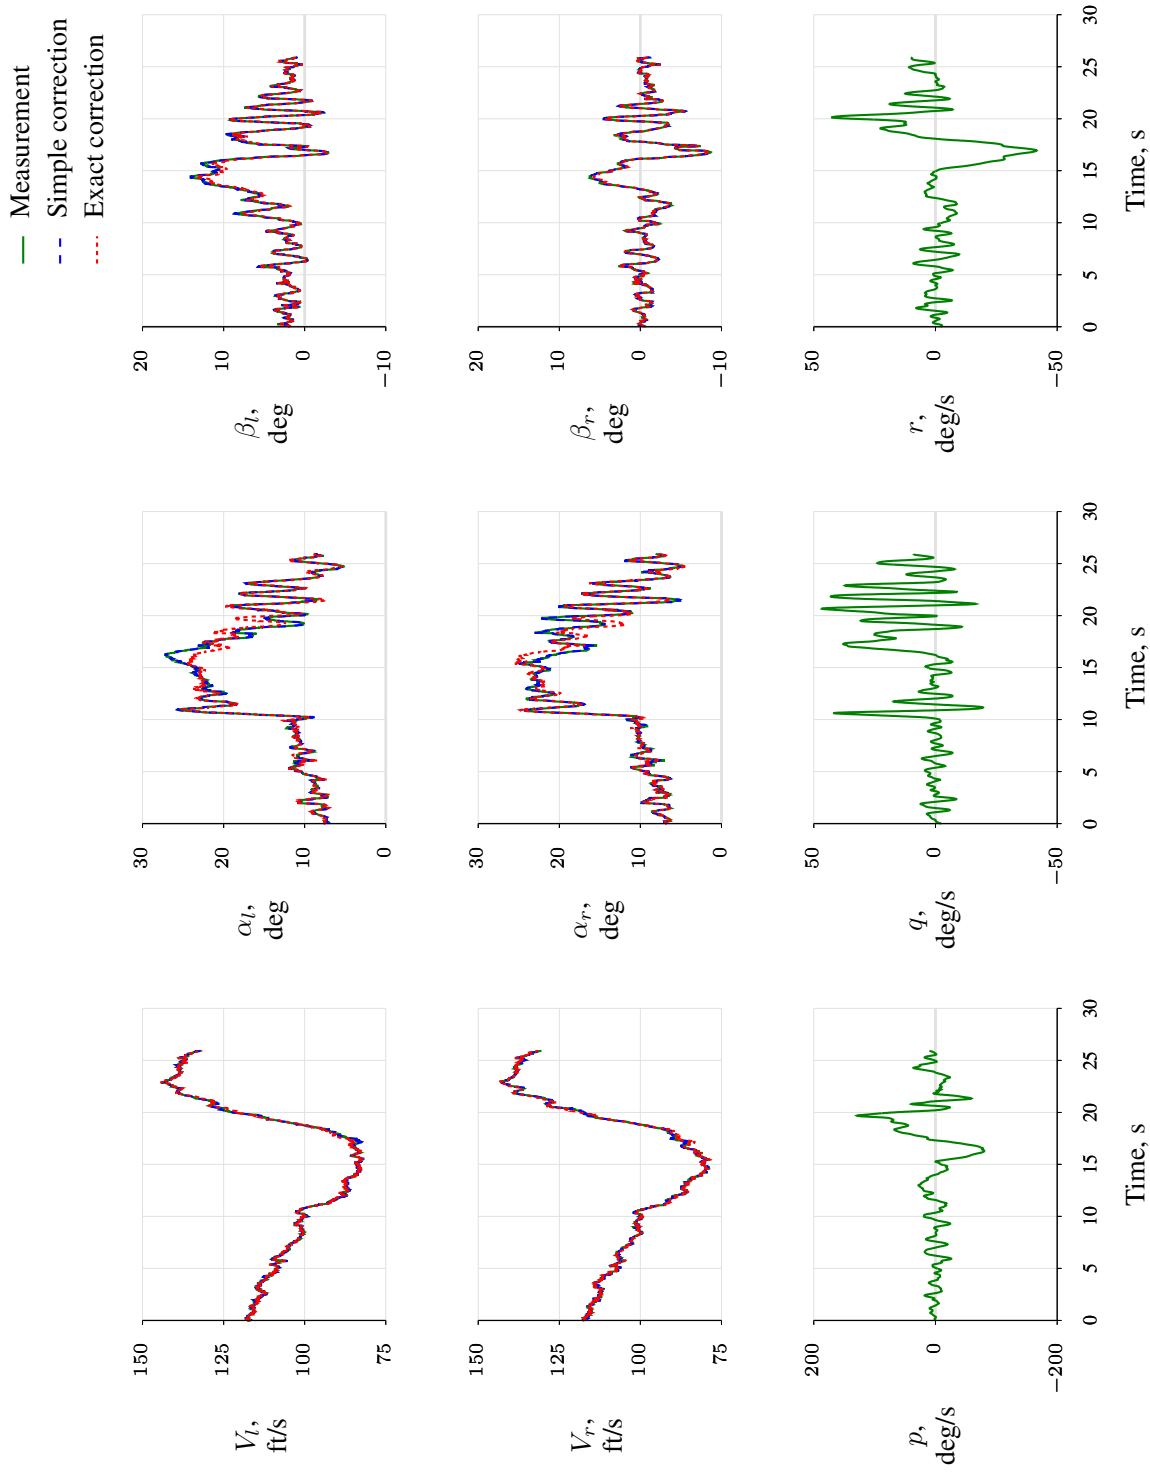 Measurement
Simple correction
Exact correction
V_l,
ft/s
150
125
100
75
α_l,
deg
30
20
10
0
β_l,
deg
20
10
0
−10
V_r,
ft/s
150
125
100
75
α_r,
deg
30
20
10
0
β_r,
deg
20
10
0
−10
p,
deg/s
200
0
−200
0 5 10 15 20 25 30
Time, s
q,
deg/s
50
0
−50
0 5 10 15 20 25 30
Time, s
r,
deg/s
50
0
−50
0 5 10 15 20 25 30
Time, s